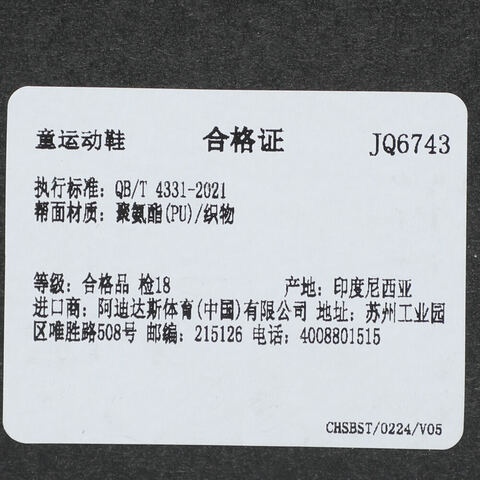 童运动鞋 合格证 JQ6743
执行标准: QB/T 4331-2021
帮面材质: 聚氨酯(PU)/织物
等级: 合格品 检18 产地: 印度尼西亚
进口商: 阿迪达斯体育(中国)有限公司 地址: 苏州工业园
区唯胜路508号 邮编: 215126 电话: 4008801515
CHSBST/0224/V05